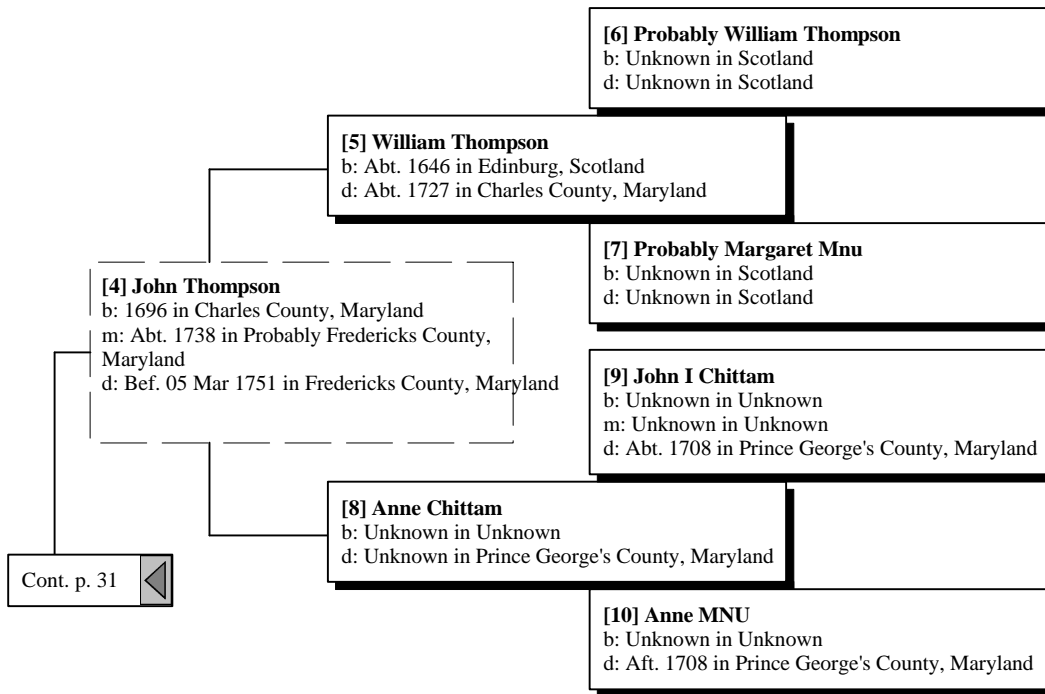 [6] Probably William Thompson
b: Unknown in Scotland
d: Unknown in Scotland
[5] William Thompson
b: Abt. 1646 in Edinburg, Scotland
d: Abt. 1727 in Charles County, Maryland
[7] Probably Margaret Mnu
b: Unknown in Scotland
d: Unknown in Scotland
[4] John Thompson
b: 1696 in Charles County, Maryland
m: Abt. 1738 in Probably Fredericks County,
Maryland
d: Bef. 05 Mar 1751 in Fredericks County, Maryland
[9] John I Chittam
b: Unknown in Unknown
m: Unknown in Unknown
d: Abt. 1708 in Prince George's County, Maryland
[8] Anne Chittam
b: Unknown in Unknown
d: Unknown in Prince George's County, Maryland
Cont. p. 31
[10] Anne MNU
b: Unknown in Unknown
d: Aft. 1708 in Prince George's County, Maryland